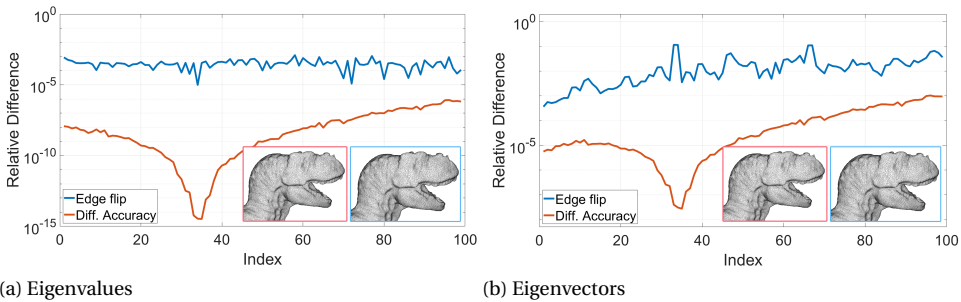 10^0
10^-5
10^-10
10^-15
Relative Difference
Edge flip
Diff. Accuracy
0 20 40 60 80 100
Index
(a) Eigenvalues
10^0
10^-5
Relative Difference
Edge flip
Diff. Accuracy
0 20 40 60 80 100
Index
(b) Eigenvectors